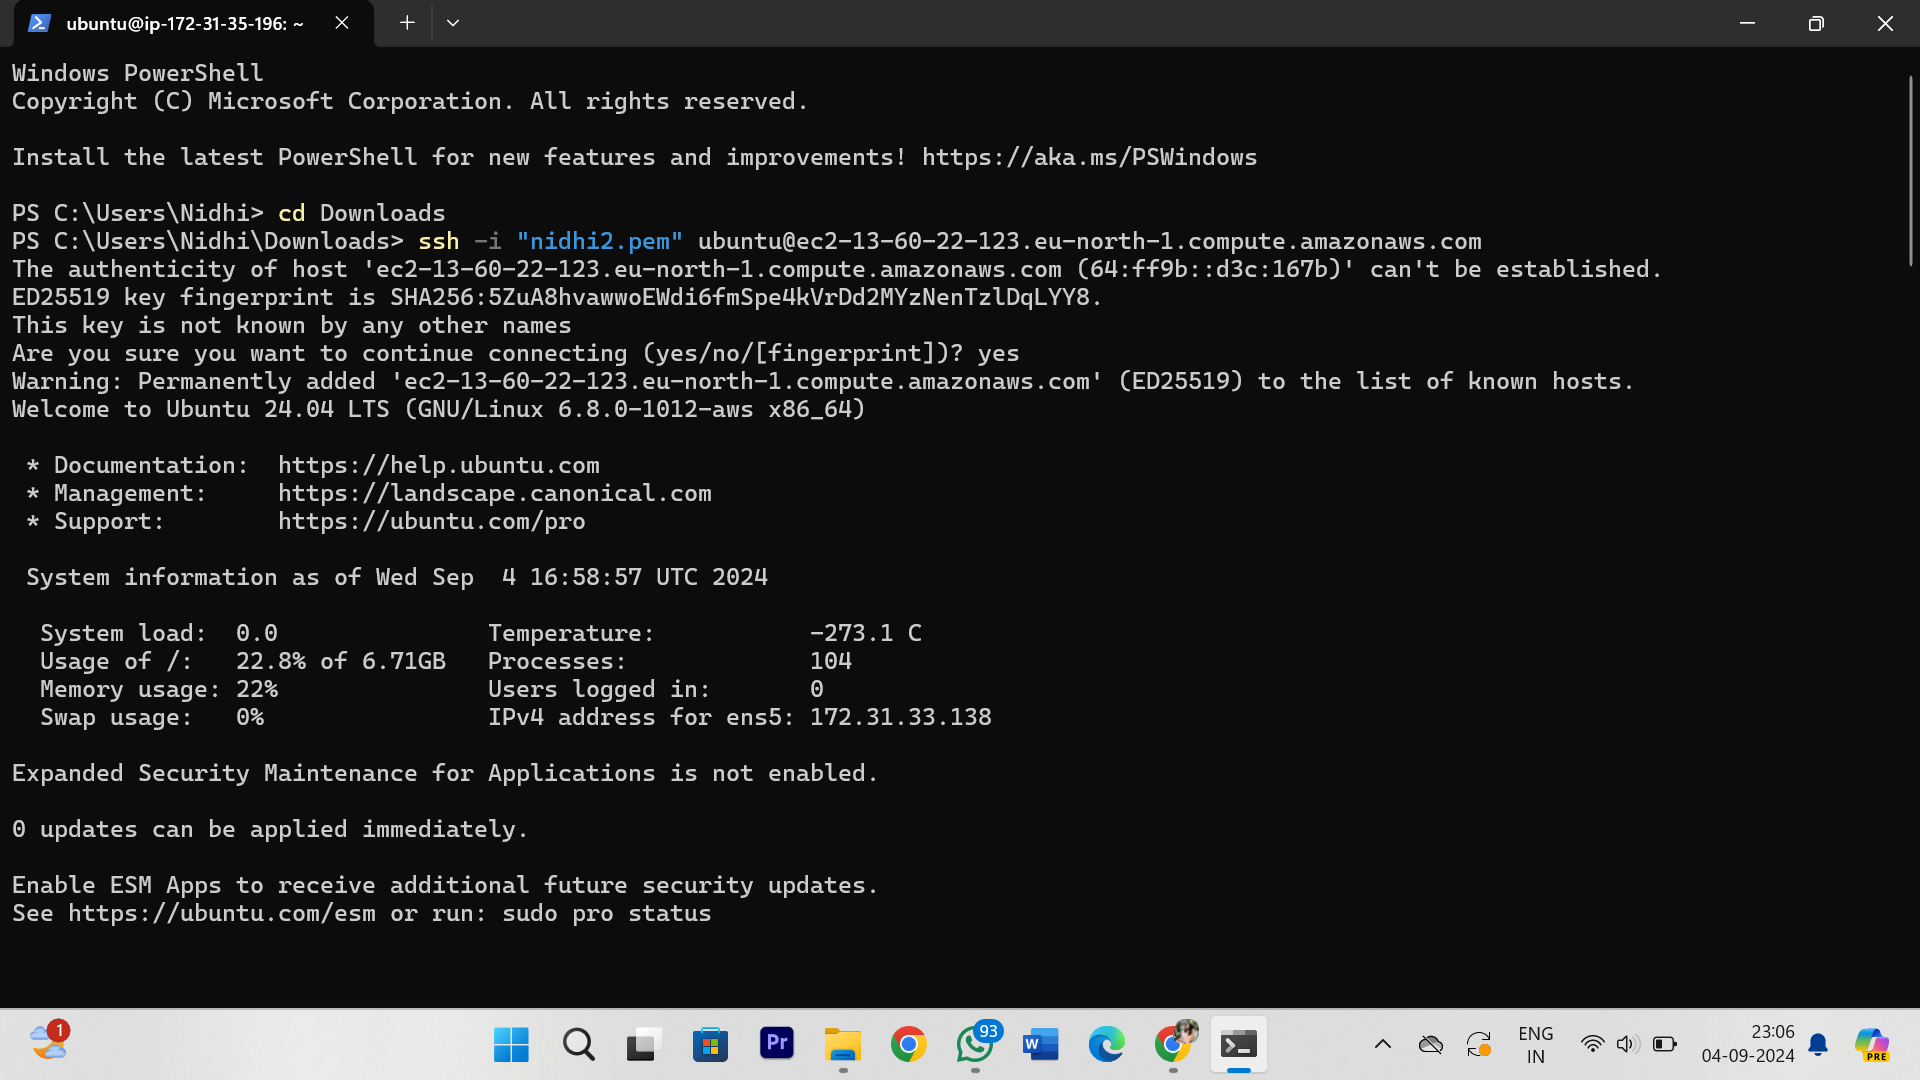 ubuntu@ip-172-31-35-196: ~
Windows PowerShell
Copyright (C) Microsoft Corporation. All rights reserved.
Install the latest PowerShell for new features and improvements! https://aka.ms/PSWindows
PS C:\Users\Nidhi> cd Downloads
PS C:\Users\Nidhi\Downloads> ssh -i "nidhi2.pem" ubuntu@ec2-13-60-22-123.eu-north-1.compute.amazonaws.com
The authenticity of host 'ec2-13-60-22-123.eu-north-1.compute.amazonaws.com (64:ff9b::d3c:167b)' can't be established.
ED25519 key fingerprint is SHA256:5ZuA8hvawwoEWdi6fmSpe4kVrDd2MYzNenTzlDqLYY8.
This key is not known by any other names
Are you sure you want to continue connecting (yes/no/[fingerprint])? yes
Warning: Permanently added 'ec2-13-60-22-123.eu-north-1.compute.amazonaws.com' (ED25519) to the list of known hosts.
Welcome to Ubuntu 24.04 LTS (GNU/Linux 6.8.0-1012-aws x86_64)
* Documentation: https://help.ubuntu.com
* Management: https://landscape.canonical.com
* Support: https://ubuntu.com/pro
System information as of Wed Sep 4 16:58:57 UTC 2024
System load: 0.0 Temperature: -273.1 C
Usage of /: 22.8% of 6.71GB Processes: 104
Memory usage: 22% Users logged in: 0
Swap usage: 0% IPv4 address for ens5: 172.31.33.138
Expanded Security Maintenance for Applications is not enabled.
0 updates can be applied immediately.
Enable ESM Apps to receive additional future security updates.
See https://ubuntu.com/esm or run: sudo pro status
1
Pr
93
W
ENG
IN
23:06
04-09-2024
PRE